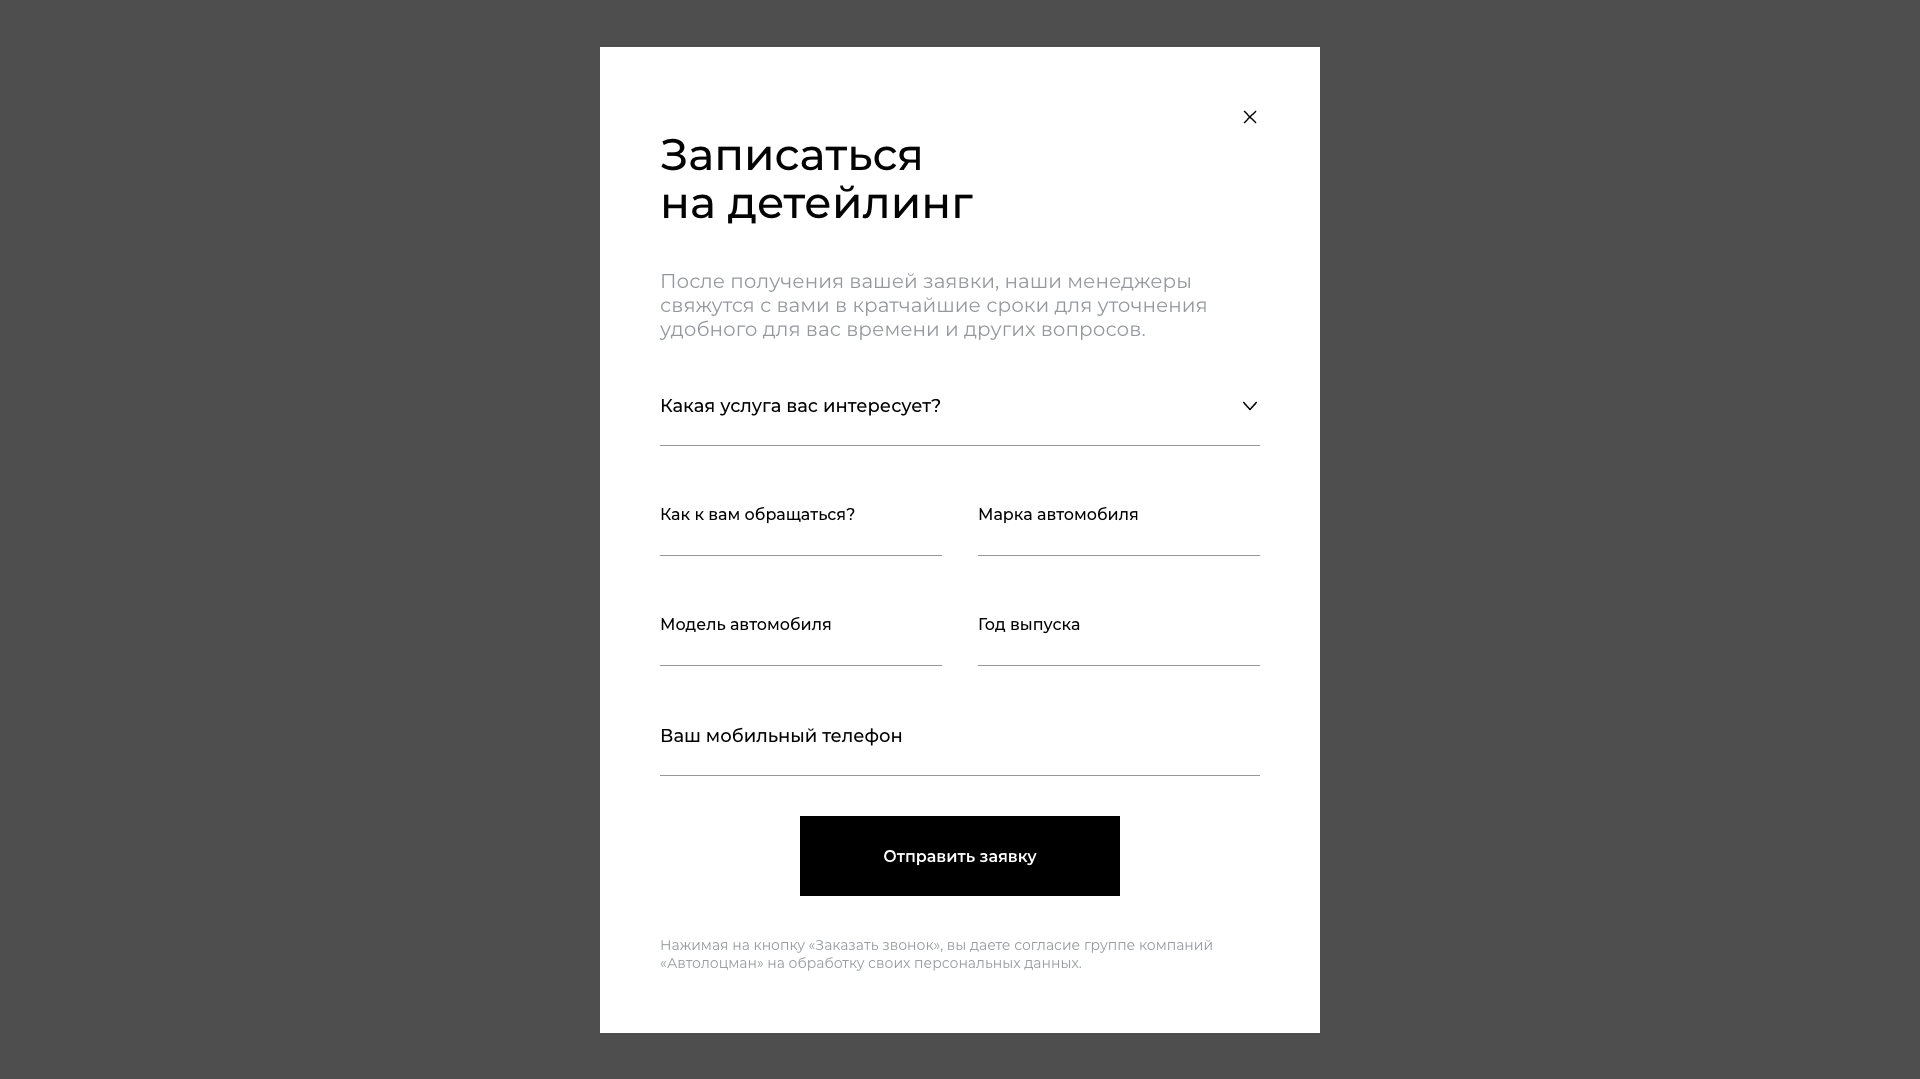 Записаться
на детейлинг
После получения вашей заявки, наши менеджеры
свяжутся с вами в кратчайшие сроки для уточнения
удобного для вас времени и других вопросов.
Какая услуга вас интересует?
Как к вам обращаться?
Марка автомобиля
Модель автомобиля
Год выпуска
Ваш мобильный телефон
Отправить заявку
Нажимая на кнопку «Заказать звонок», вы даете согласие группе компаний
«Автолоцман» на обработку своих персональных данных.